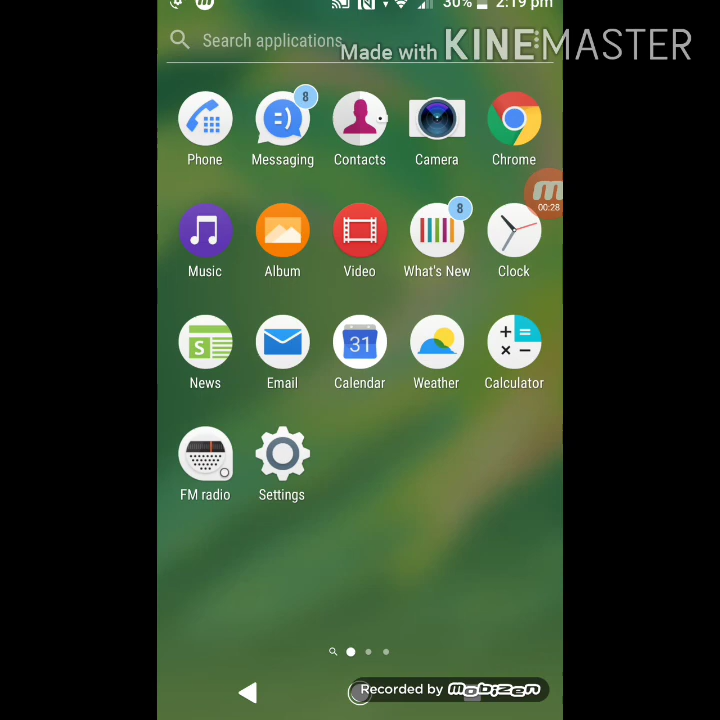 30% 2:19 pm
Search applications
Made with KINEMASTER
8
Phone Messaging Contacts Camera Chrome
00:28
8
Music Album Video What's New Clock
31
News Email Calendar Weather Calculator
FM radio Settings
Recorded by mobizen